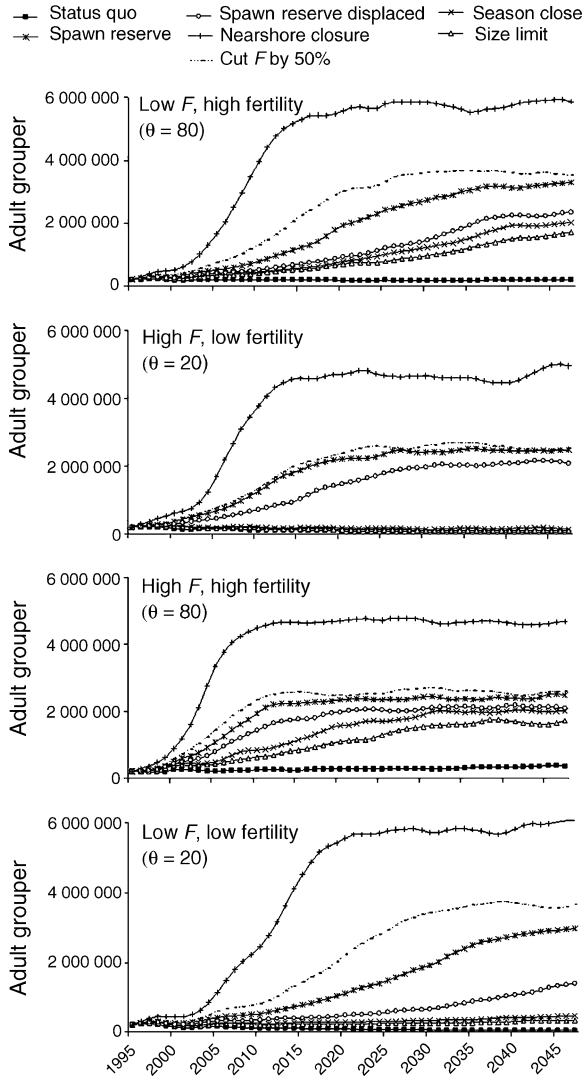 Status quo
Spawn reserve displaced
Season close
Spawn reserve
Nearshore closure
Size limit
Cut F by 50%
Adult grouper
6 000 000
4 000 000
2 000 000
0
Low F, high fertility
(θ = 80)
Adult grouper
6 000 000
4 000 000
2 000 000
0
High F, low fertility
(θ = 20)
Adult grouper
6 000 000
4 000 000
2 000 000
0
High F, high fertility
(θ = 80)
Adult grouper
6 000 000
4 000 000
2 000 000
0
Low F, low fertility
(θ = 20)
1995 2000 2005 2010 2015 2020 2025 2030 2035 2040 2045